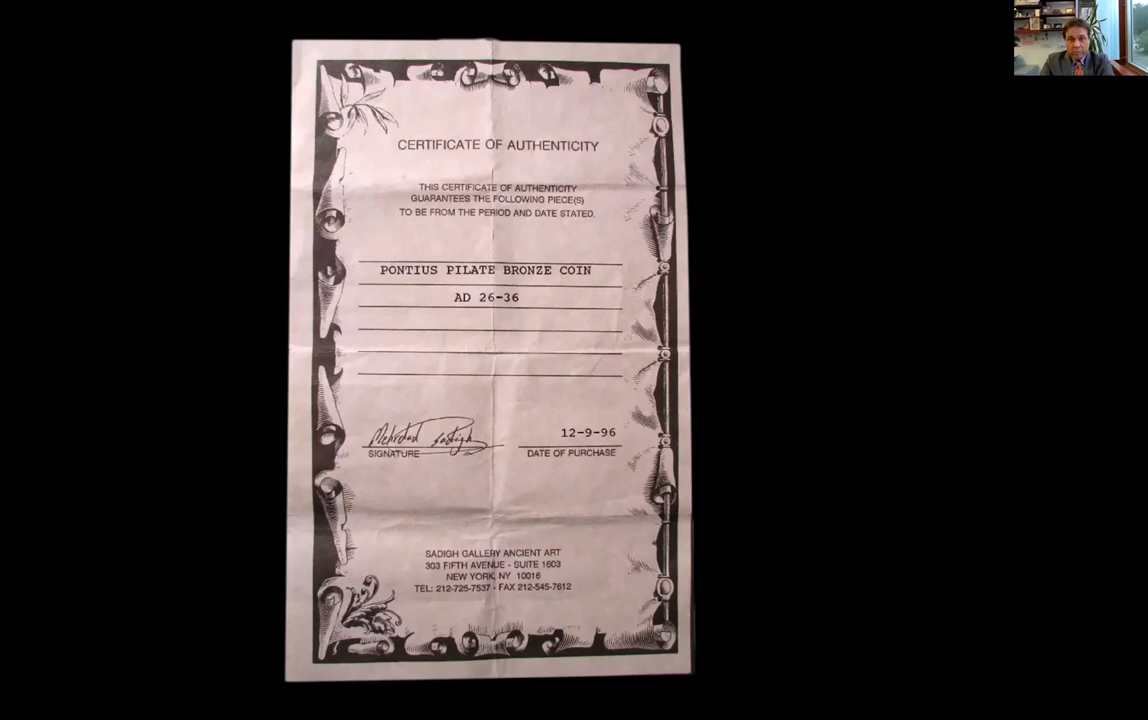 CERTIFICATE OF AUTHENTICITY
THIS CERTIFICATE OF AUTHENTICITY
GUARANTEES THE FOLLOWING PIECE(S)
TO BE FROM THE PERIOD AND DATE STATED.
PONTIUS PILATE BRONZE COIN
AD 26-36
Mehrdad Sadigh
12-9-96
SIGNATURE
DATE OF PURCHASE
SADIGH GALLERY ANCIENT ART
303 FIFTH AVENUE - SUITE 1603
NEW YORK, NY 10016
TEL: 212-725-7537 - FAX 212-545-7612